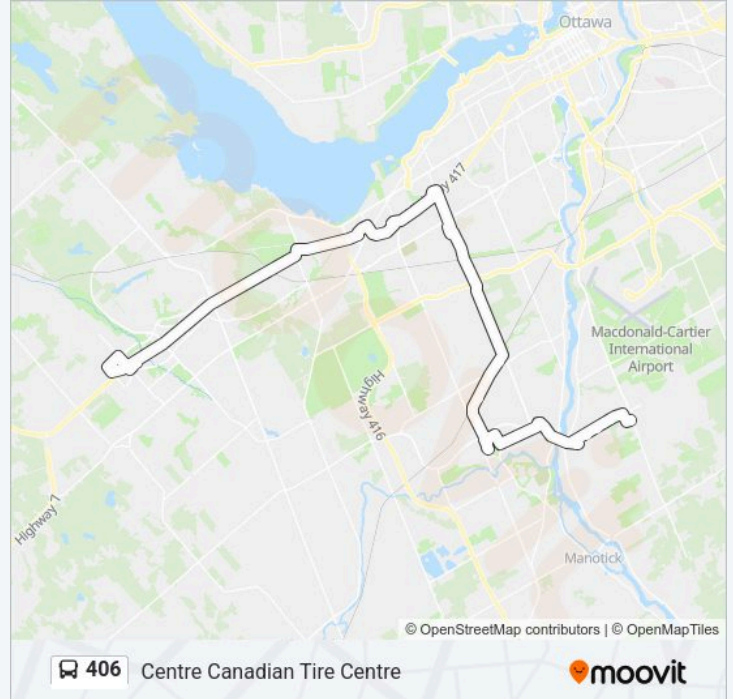 Ottawa
y 417
Macdonald-Cartier
International
Airport
Highway 416
Highway 7
Manotick
© OpenStreetMap contributors | © OpenMapTiles
406 Centre Canadian Tire Centre
moovit